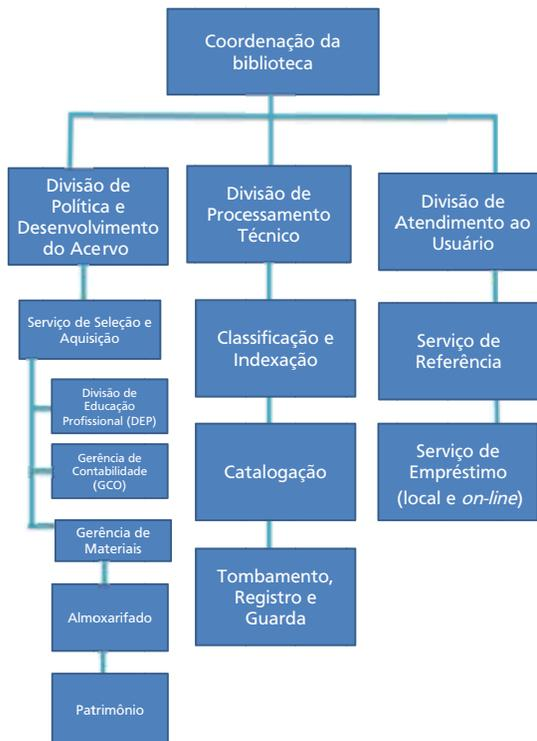 Coordenação da
biblioteca
Divisão de
Política e
Desenvolvimento
do Acervo
Serviço de Seleção e
Aquisição
Divisão de
Educação
Profissional (DEP)
Gerência de
Contabilidade
(GCO)
Gerência de
Materiais
Almoxarifado
Patrimônio
Divisão de
Processamento
Técnico
Classificação e
Indexação
Catalogação
Tombamento,
Registro e
Guarda
Divisão de
Atendimento ao
Usuário
Serviço de
Referência
Serviço de
Empréstimo
(local e on-line)